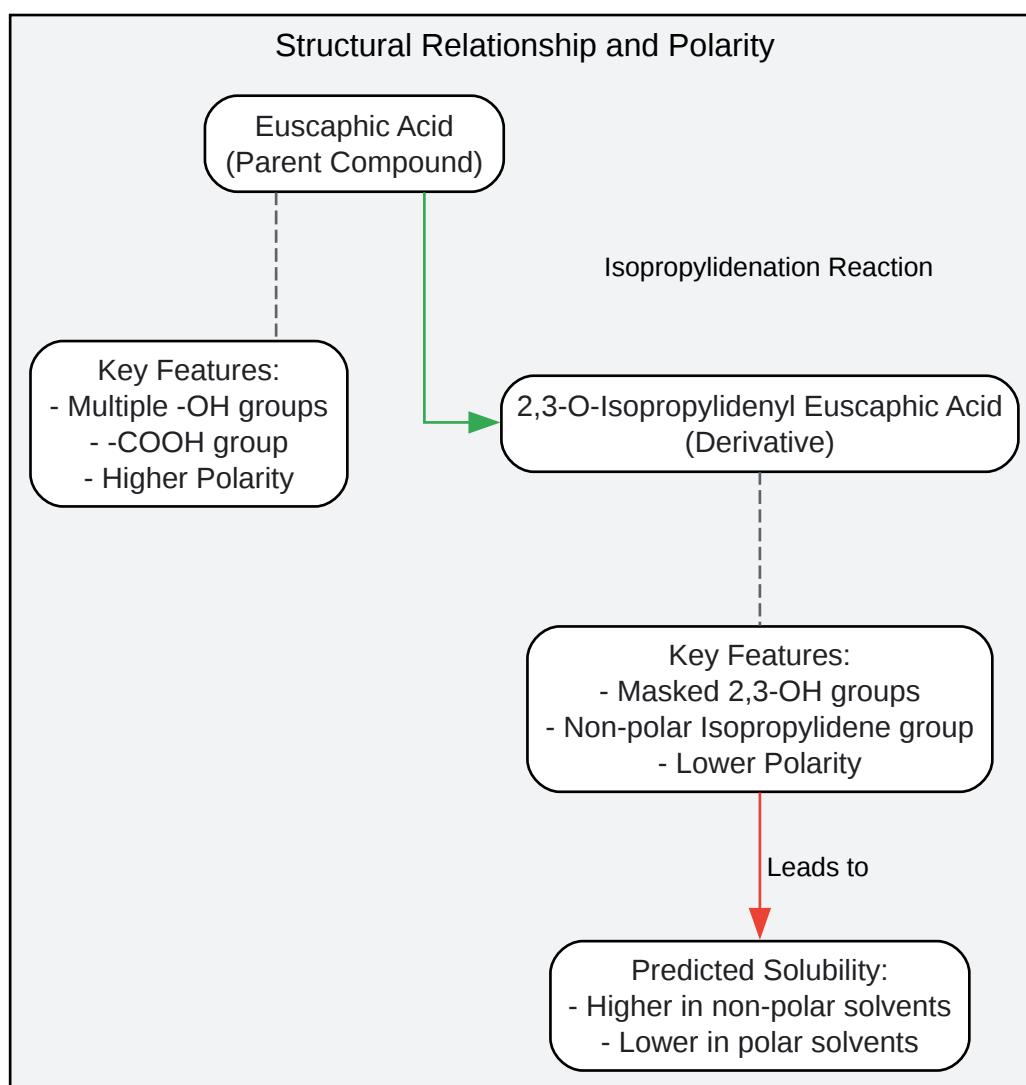 Structural Relationship and Polarity
Euscaphic Acid
(Parent Compound)
Isopropylidenation Reaction
Key Features:
- Multiple -OH groups
- -COOH group
- Higher Polarity
2,3-O-Isopropylidenyl Euscaphic Acid
(Derivative)
Key Features:
- Masked 2,3-OH groups
- Non-polar Isopropylidene group
- Lower Polarity
Leads to
Predicted Solubility:
- Higher in non-polar solvents
- Lower in polar solvents